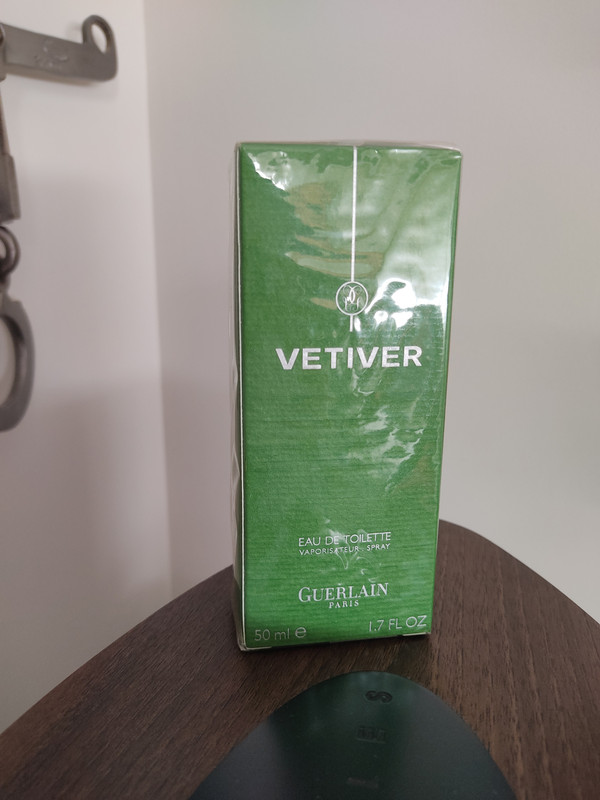 VETIVER
EAU DE TOILETTE
VAPORISATEUR · SPRAY
GUERLAIN
PARIS
50 ml ℮ 1.7 FL OZ